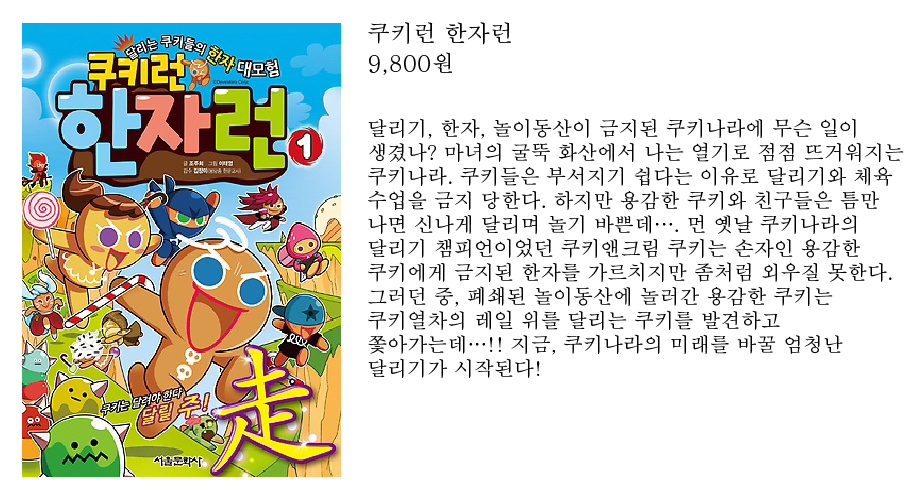 달리는 쿠키들의 한자 대모험
쿠키런
한자런
1
글 조주희 그림 이태영
쿠키는 달려야 한다
달릴 주!
走
서울문화사
쿠키런 한자런
9,800원
달리기, 한자, 놀이동산이 금지된 쿠키나라에 무슨 일이
생겼나? 마녀의 굴뚝 화산에서 나는 열기로 점점 뜨거워지는
쿠키나라. 쿠키들은 부서지기 쉽다는 이유로 달리기와 체육
수업을 금지 당한다. 하지만 용감한 쿠키와 친구들은 틈만
나면 신나게 달리며 놀기 바쁜데…. 먼 옛날 쿠키나라의
달리기 챔피언이었던 쿠키앤크림 쿠키는 손자인 용감한
쿠키에게 금지된 한자를 가르치지만 좀처럼 외우질 못한다.
그러던 중, 폐쇄된 놀이동산에 놀러간 용감한 쿠키는
쿠키열차의 레일 위를 달리는 쿠키를 발견하고
쫓아가는데…!! 지금, 쿠키나라의 미래를 바꿀 엄청난
달리기가 시작된다!